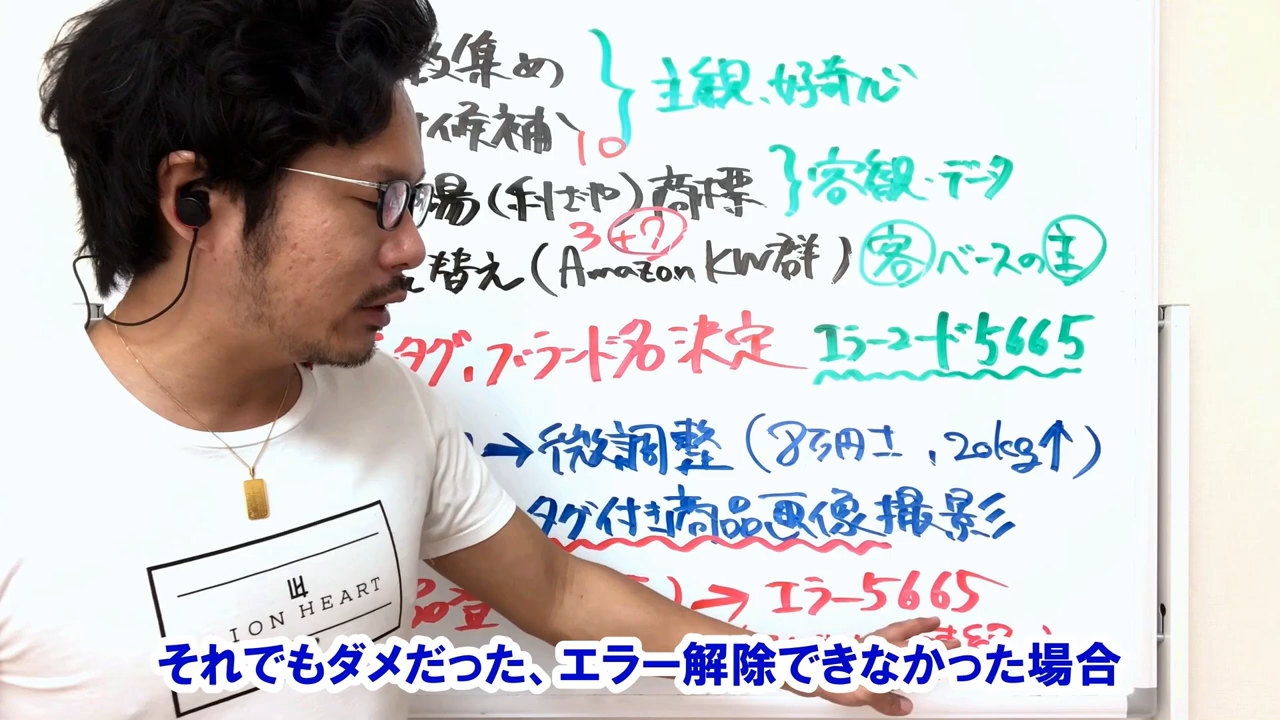 数集め } 主観、好奇心
候補 10
場(利ざや)商標 } 客観・データ
3 +7
替え(Amazon KW群) 客ベースの主
タグ、ブランド名決定 エラーコード5665
→微調整(8万円±、20kg↑)
タグ付き商品画像撮影
→ エラー5665
LH
ION HEART
それでもダメだった、エラー解除できなかった場合